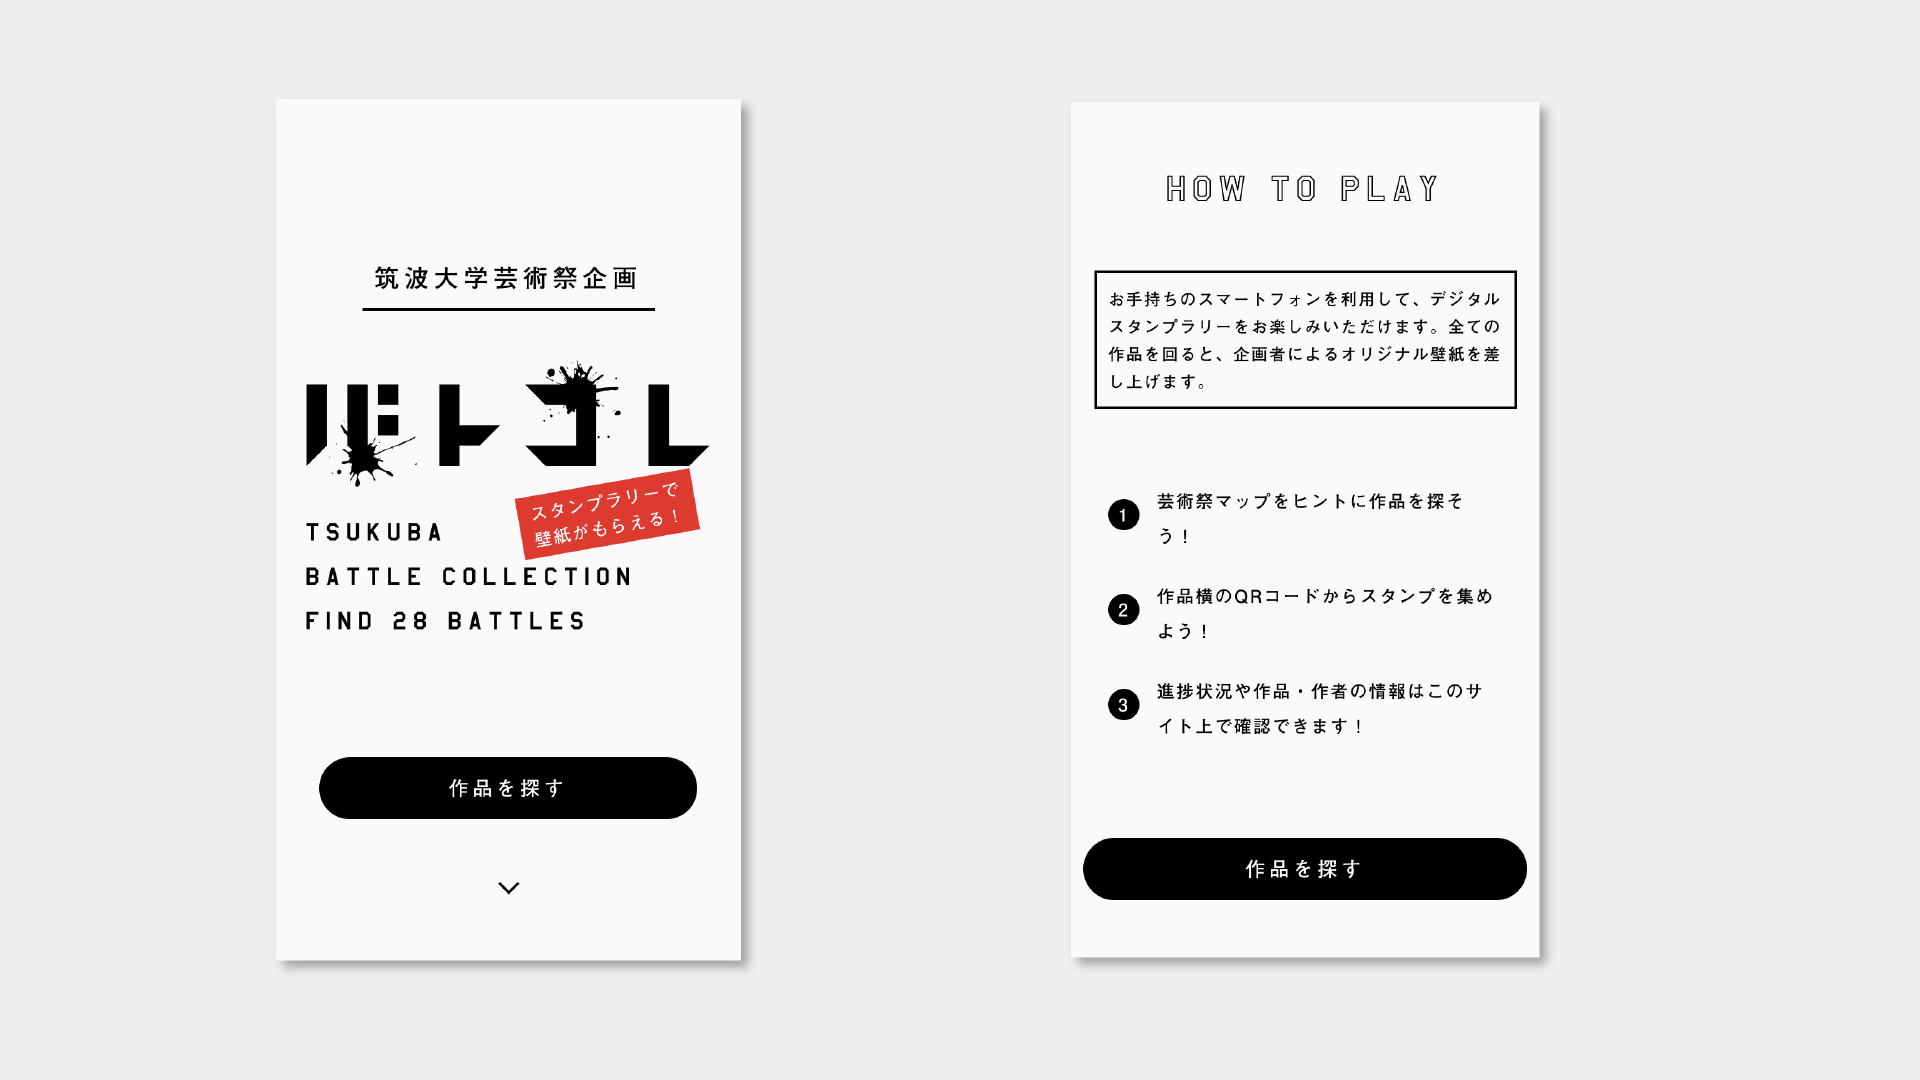 筑波大学芸術祭企画
バトコレ
スタンプラリーで
壁紙がもらえる！
TSUKUBA
BATTLE COLLECTION
FIND 28 BATTLES
作品を探す
HOW TO PLAY
お手持ちのスマートフォンを利用して、デジタル
スタンプラリーをお楽しみいただけます。全ての
作品を回ると、企画者によるオリジナル壁紙を差
し上げます。
1 芸術祭マップをヒントに作品を探そ
う！
2 作品横のQRコードからスタンプを集め
よう！
3 進捗状況や作品・作者の情報はこのサ
イト上で確認できます！
作品を探す